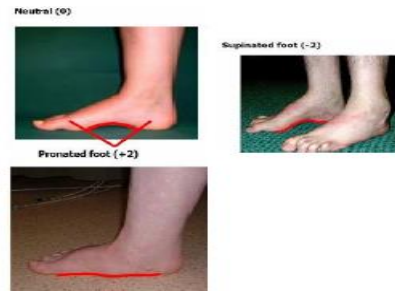 Neutral (0)
Supinated foot (-2)
Pronated foot (+2)